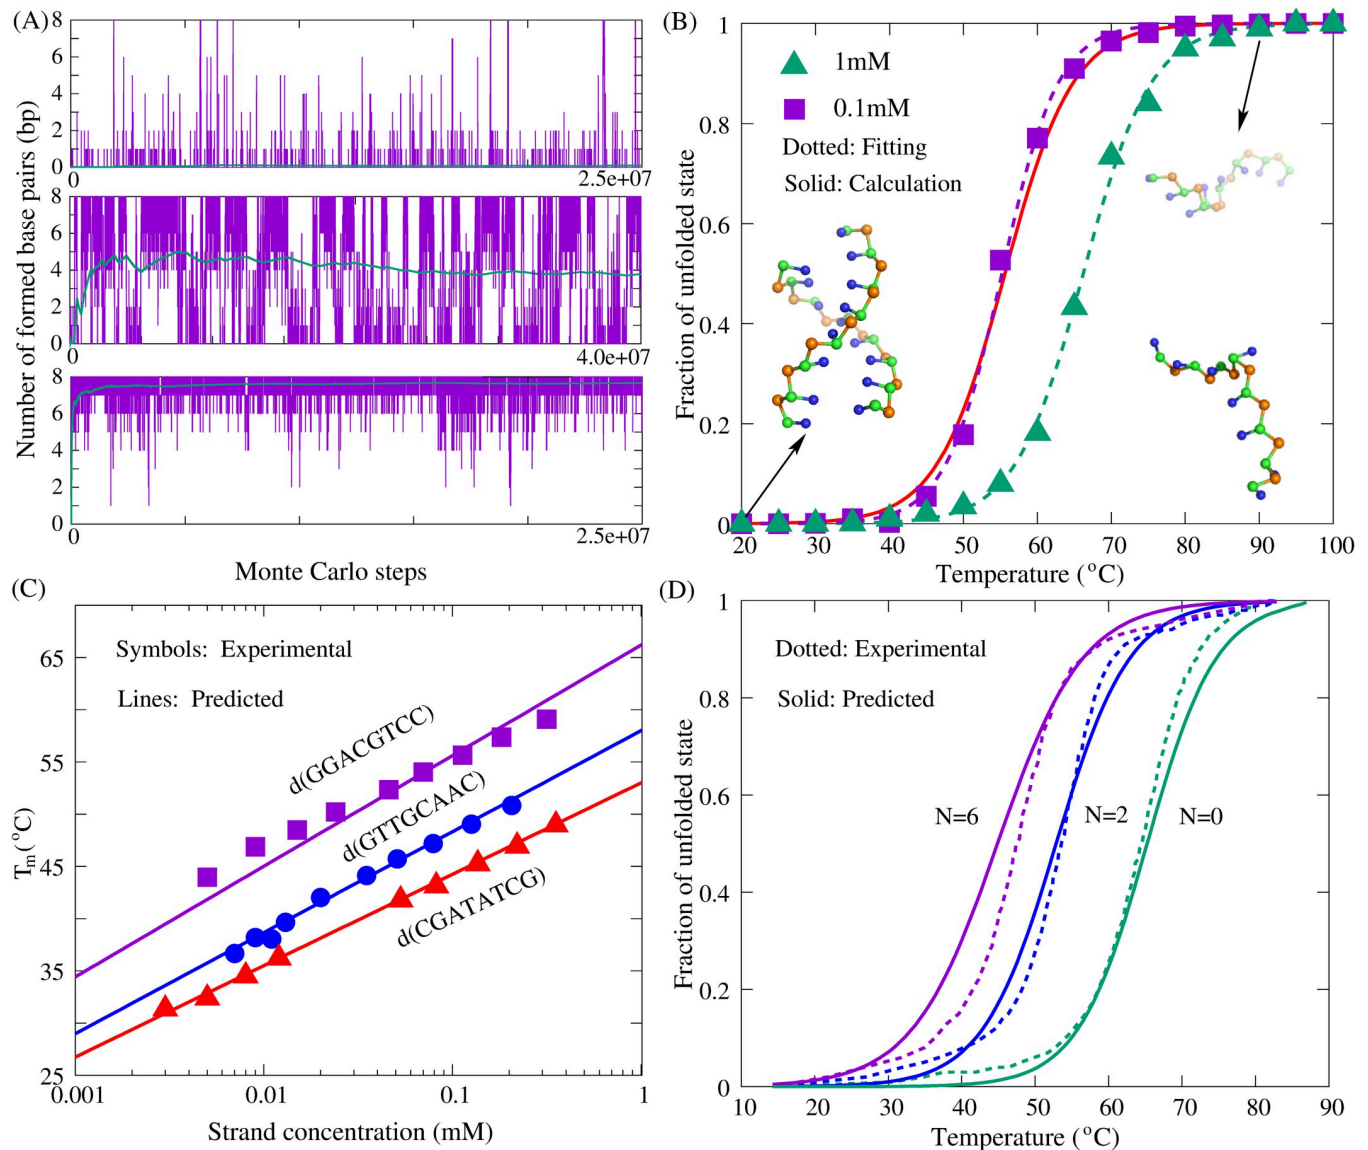 (A)
Number of formed base pairs (bp)
8
6
4
2
0
0
2.5e+07
8
6
4
2
0
0
4.0e+07
8
6
4
2
0
0
2.5e+07
Monte Carlo steps
(B)
Fraction of unfolded state
1
0.8
0.6
0.4
0.2
0
1mM
0.1mM
Dotted: Fitting
Solid: Calculation
20 30 40 50 60 70 80 90 100
Temperature (°C)
(C)
Tm(°C)
65
55
45
35
25
Symbols: Experimental
Lines: Predicted
d(GGACGTCC)
d(GTTGCAAC)
d(CGATATCG)
0.001 0.01 0.1 1
Strand concentration (mM)
(D)
Fraction of unfolded state
1
0.8
0.6
0.4
0.2
0
Dotted: Experimental
Solid: Predicted
N=6 N=2 N=0
10 20 30 40 50 60 70 80 90
Temperature (°C)